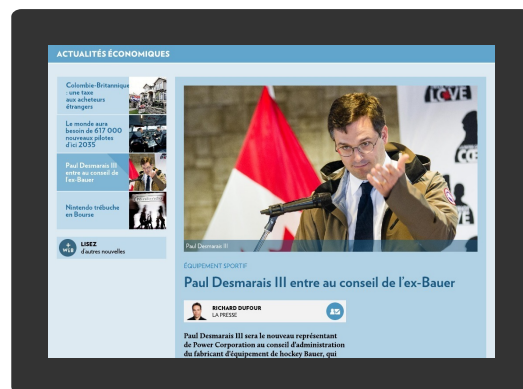 ACTUALITÉS ÉCONOMIQUES
Colombie-Britannique
: une taxe
aux acheteurs
étrangers
Le monde aura
besoin de 617 000
nouveaux pilotes
d'ici 2035
Paul Desmarais III
entre au conseil de
l'ex-Bauer
Nintendo trébuche
en Bourse
+
WEB
LISEZ
d'autres nouvelles
LOVE
Paul Desmarais III
ÉQUIPEMENT SPORTIF
Paul Desmarais III entre au conseil de l'ex-Bauer
RICHARD DUFOUR
LA PRESSE
Paul Desmarais III sera le nouveau représentant
de Power Corporation au conseil d'administration
du fabricant d'équipement de hockey Bauer, qui